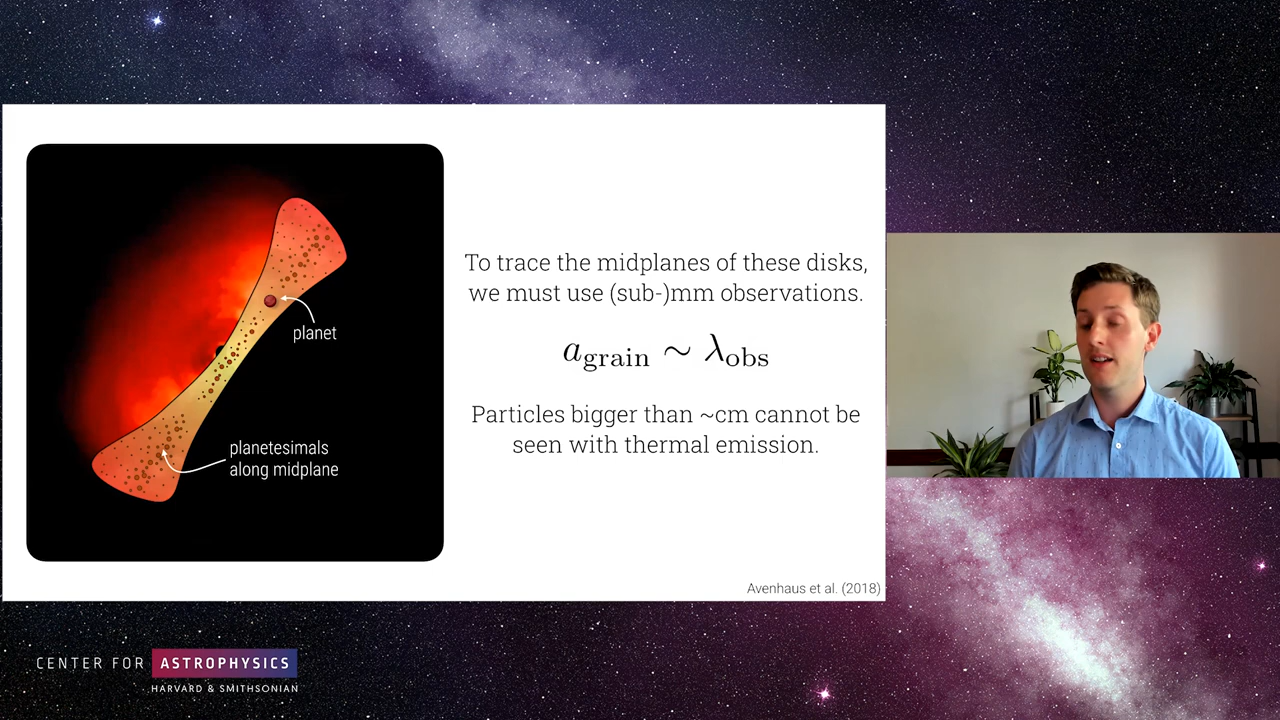 planet
planetesimals
along midplane
To trace the midplanes of these disks,
we must use (sub-)mm observations.
a_grain ∼ λ_obs
Particles bigger than ~cm cannot be
seen with thermal emission.
Avenhaus et al. (2018)
CENTER FOR ASTROPHYSICS
HARVARD & SMITHSONIAN